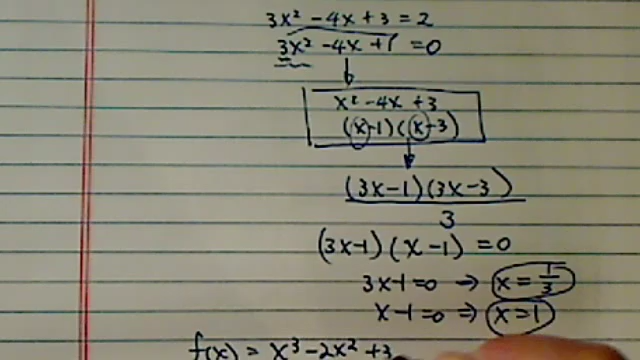 3x² - 4x + 3 = 2
3x² - 4x + 1 = 0
x² - 4x + 3
(x-1)(x-3)
(3x-1)(3x-3)
3
(3x-1)(x-1) = 0
3x-1=0 → x = 1/3
x-1=0 ⇒ x=1
f(x) = x³ - 2x² + 3